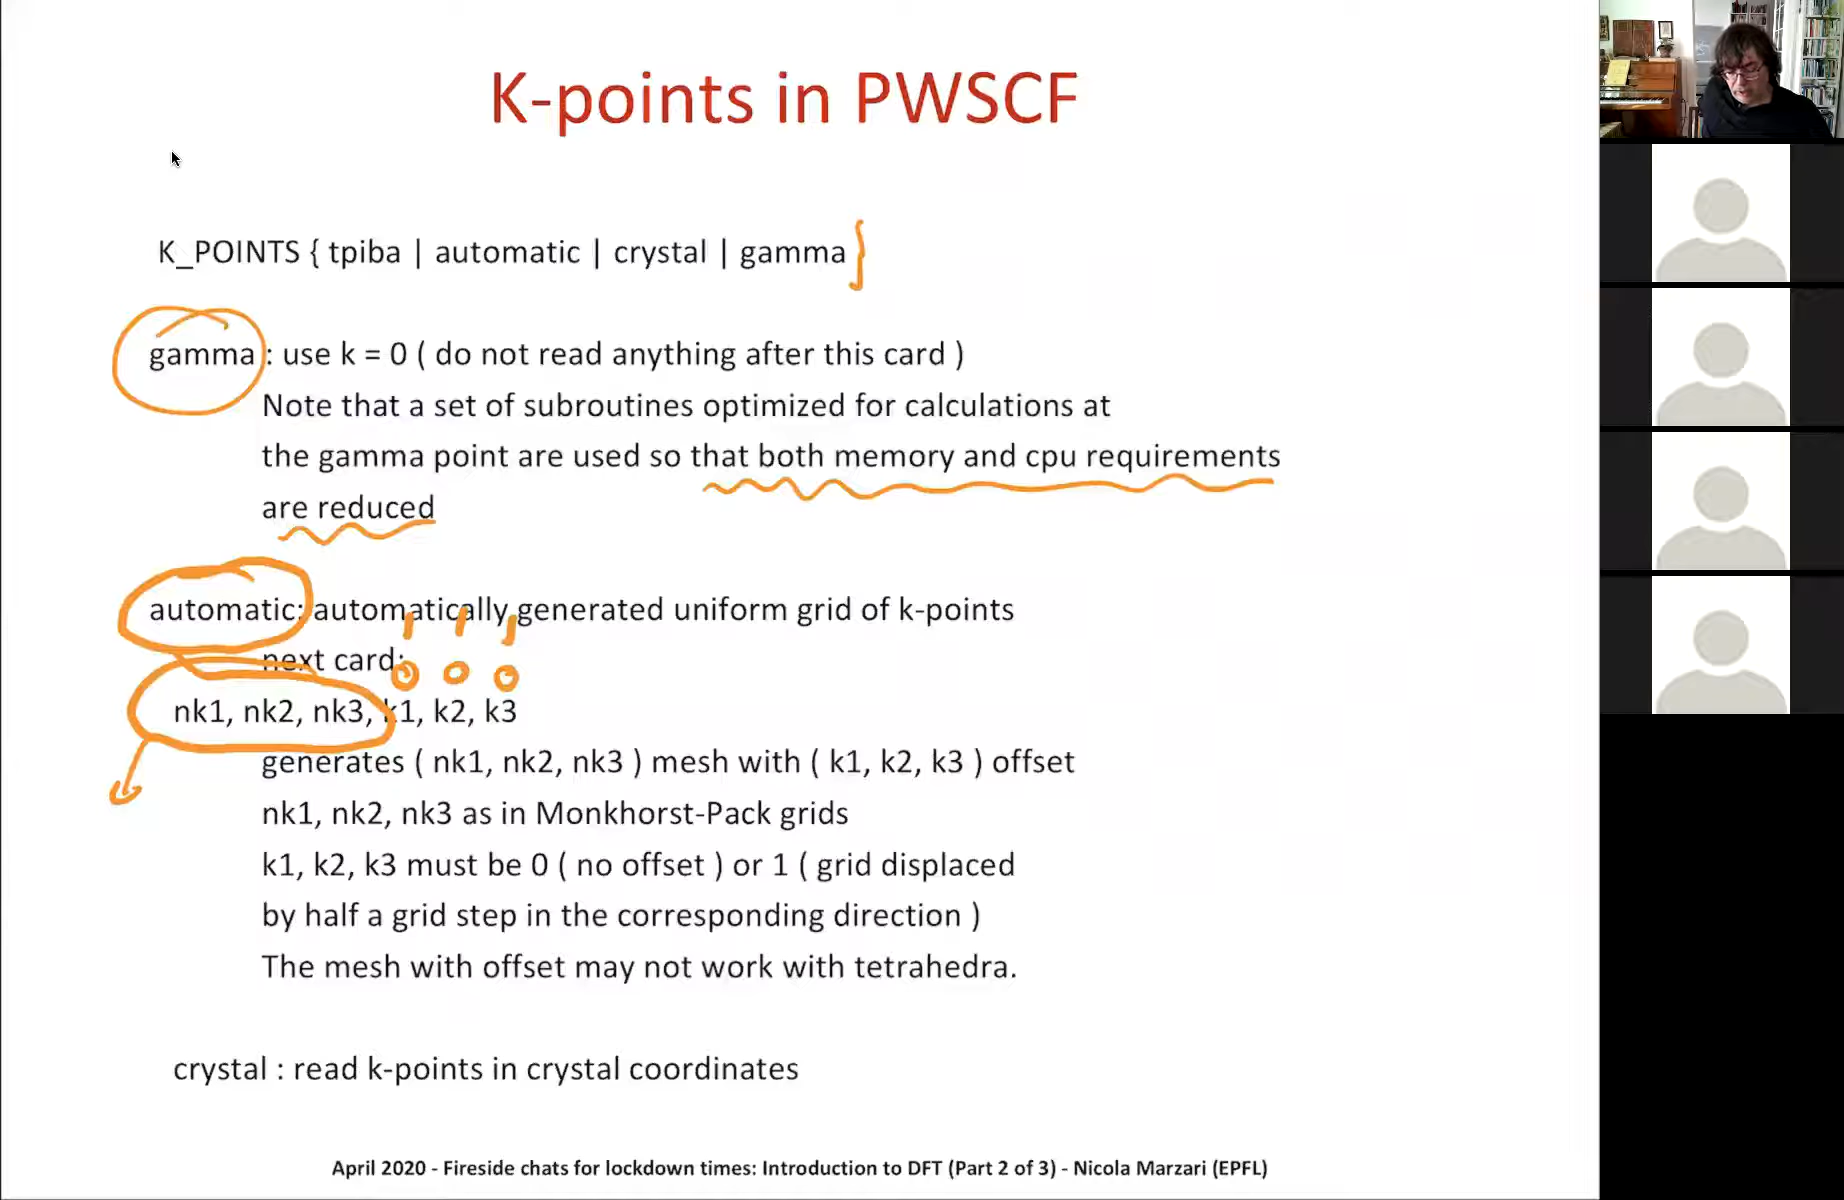 K-points in PWSCF
K_POINTS { tpiba | automatic | crystal | gamma }
gamma : use k = 0 ( do not read anything after this card )
Note that a set of subroutines optimized for calculations at
the gamma point are used so that both memory and cpu requirements
are reduced
automatic: automatically generated uniform grid of k-points
1 1 1
next card:
0 0 0
nk1, nk2, nk3, k1, k2, k3
generates ( nk1, nk2, nk3 ) mesh with ( k1, k2, k3 ) offset
nk1, nk2, nk3 as in Monkhorst-Pack grids
k1, k2, k3 must be 0 ( no offset ) or 1 ( grid displaced
by half a grid step in the corresponding direction )
The mesh with offset may not work with tetrahedra.
crystal : read k-points in crystal coordinates
April 2020 - Fireside chats for lockdown times: Introduction to DFT (Part 2 of 3) - Nicola Marzari (EPFL)